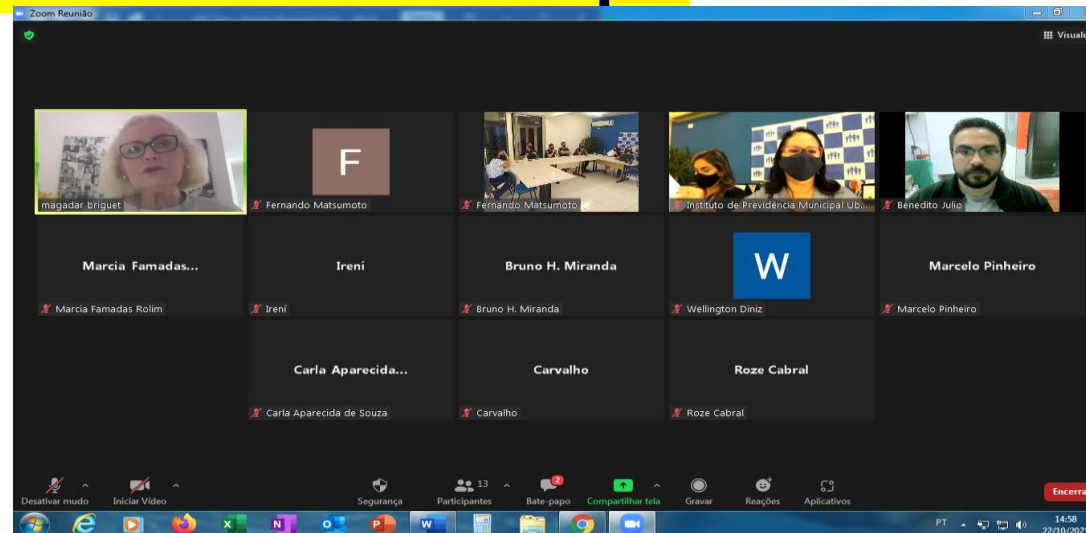 Zoom Reunião
Visuali
magadar briguet
F
Fernando Matsumoto
Fernando Matsumoto
Instituto de Previdência Municipal Ub...
Benedito Julio
Marcia Famadas...
Marcia Famadas Rolim
Irení
Irení
Bruno H. Miranda
Bruno H. Miranda
W
Wellington Diniz
Marcelo Pinheiro
Marcelo Pinheiro
Carla Aparecida...
Carla Aparecida de Souza
Carvalho
Carvalho
Roze Cabral
Roze Cabral
Desativar mudo
Iniciar Vídeo
Segurança
13
Participantes
2
Bate-papo
Compartilhar tela
Gravar
Reações
Aplicativos
Encerra
PT
14:58
22/10/202